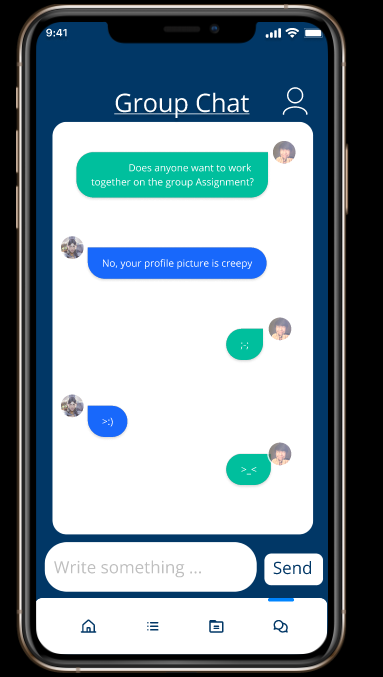 9:41
Group Chat
Does anyone want to work
together on the group Assignment?
No, your profile picture is creepy
;-;
>:)
>_<
Write something ...
Send